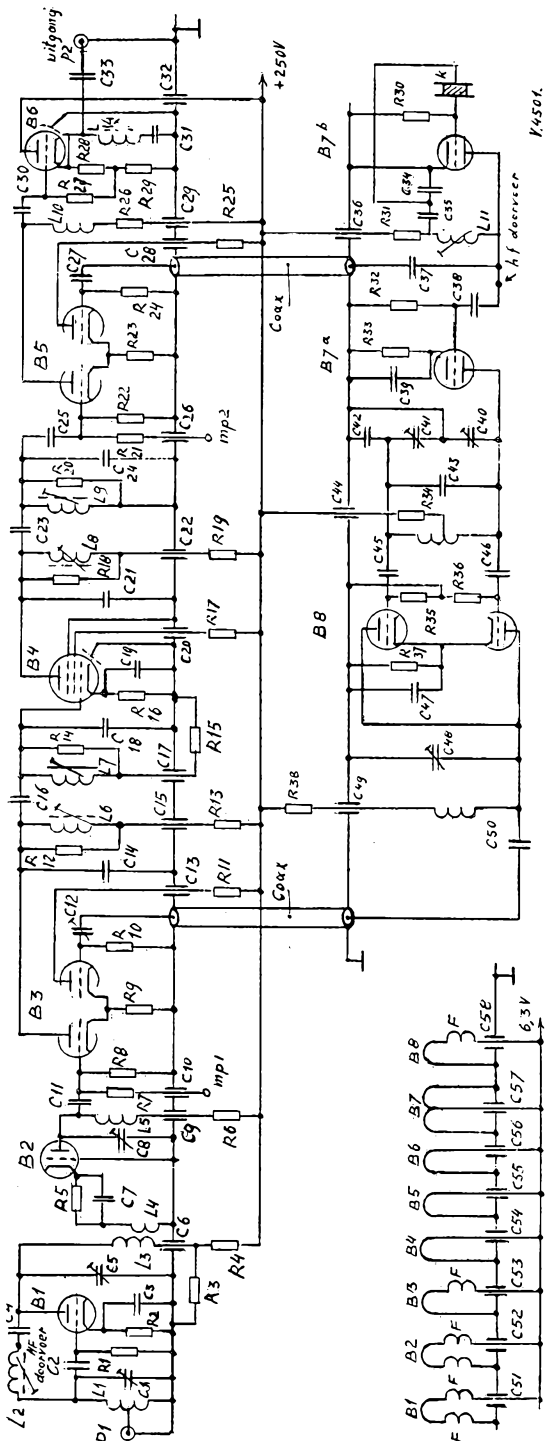 L2
HF doorvoer
C4
C2
B1
L1
C1
R1
R2
C3
P1
C5
L3
C6
R3
R4
B2
R5
C7
L4
C8
L5
C9
R6
C11
R7
R8
C10
mp1
B3
R9
R10
C12
C13
R11
Coax
R12
C14
L6
C15
R13
C16
L7
R14
C18
C17
R15
B4
R16
C19
C20
R17
C21
R18
L8
C22
R19
C23
L9
R20
C24
C25
R21
R22
C26
mp2
B5
R23
R24
C27
C28
R25
Coax
C30
L10
R26
C29
R27
B6
R28
R29
L14
C31
C32
C33
uitgang
P2
+250V
R38
C49
C50
C48
B8
C47
R37
R35
R36
C45
C46
C44
R34
C43
C42
C41
C40
B7a
C39
R33
R32
C38
C37
hf doorvoer
C36
R31
L11
C35
C34
B7b
R30
k
V.4501.
B1
B2
B3
B4
B5
B6
B7
B8
F
F
F
F
F
C51
C52
C53
C54
C55
C56
C57
C58
6,3V